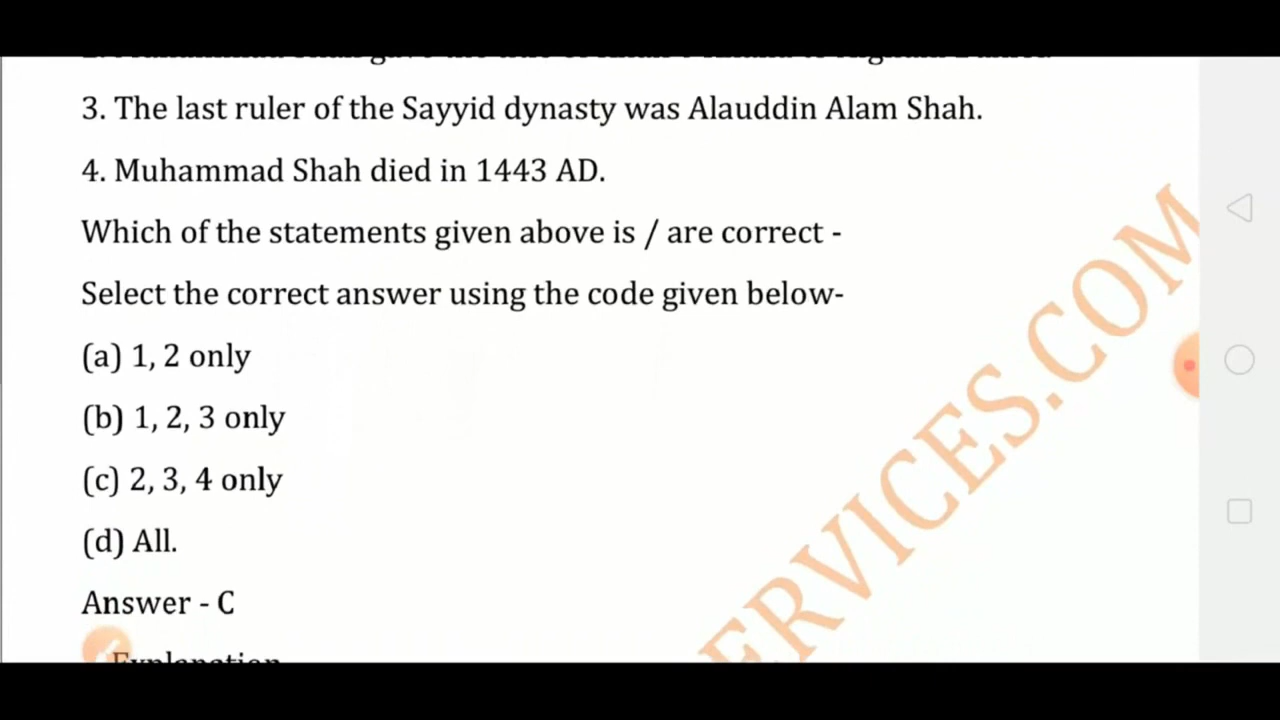 3. The last ruler of the Sayyid dynasty was Alauddin Alam Shah.
4. Muhammad Shah died in 1443 AD.
Which of the statements given above is / are correct -
Select the correct answer using the code given below-
(a) 1, 2 only
(b) 1, 2, 3 only
(c) 2, 3, 4 only
(d) All.
Answer - C
Explanation
ERVICES.COM